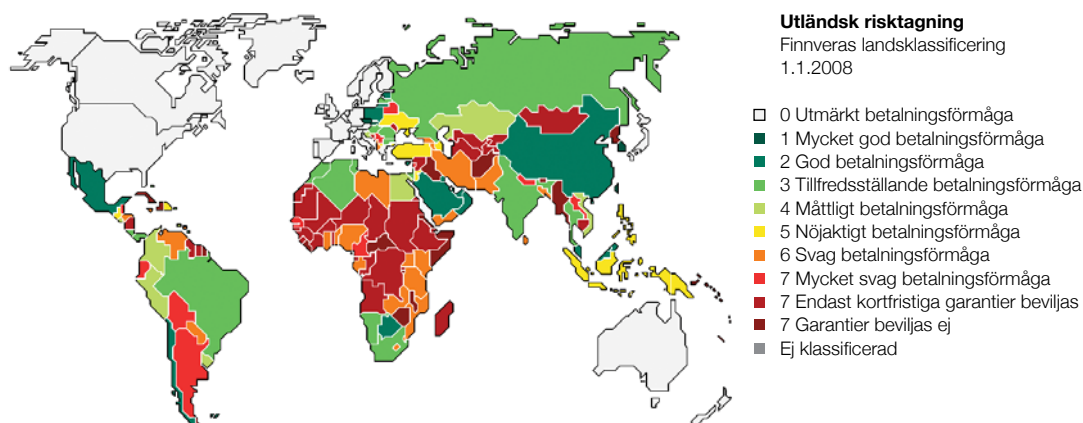 Utländsk risktagning
Finnveras landsklassificering
1.1.2008
0 Utmärkt betalningsförmåga
1 Mycket god betalningsförmåga
2 God betalningsförmåga
3 Tillfredsställande betalningsförmåga
4 Måttligt betalningsförmåga
5 Nöjaktigt betalningsförmåga
6 Svag betalningsförmåga
7 Mycket svag betalningsförmåga
7 Endast kortfristiga garantier beviljas
7 Garantier beviljas ej
Ej klassificerad